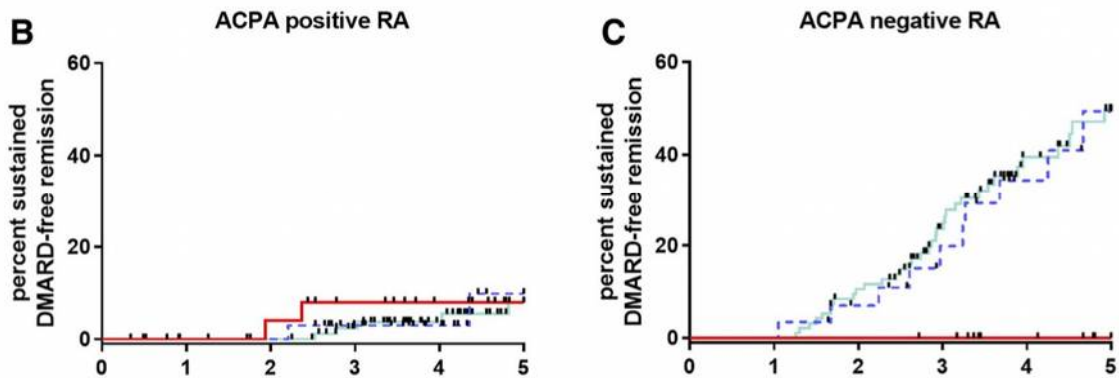 B
ACPA positive RA
percent sustained
DMARD-free remission
60
40
20
0
0 1 2 3 4 5
C
ACPA negative RA
percent sustained
DMARD-free remission
60
40
20
0
0 1 2 3 4 5